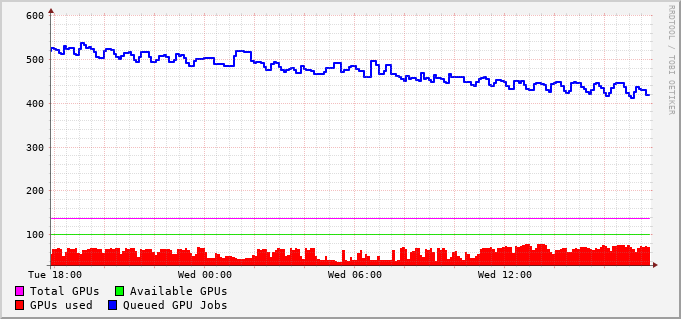 600
500
400
300
200
100
Tue 18:00 Wed 00:00 Wed 06:00 Wed 12:00
Total GPUs Available GPUs
GPUs used Queued GPU Jobs
RRDTOOL / TOBI OETIKER